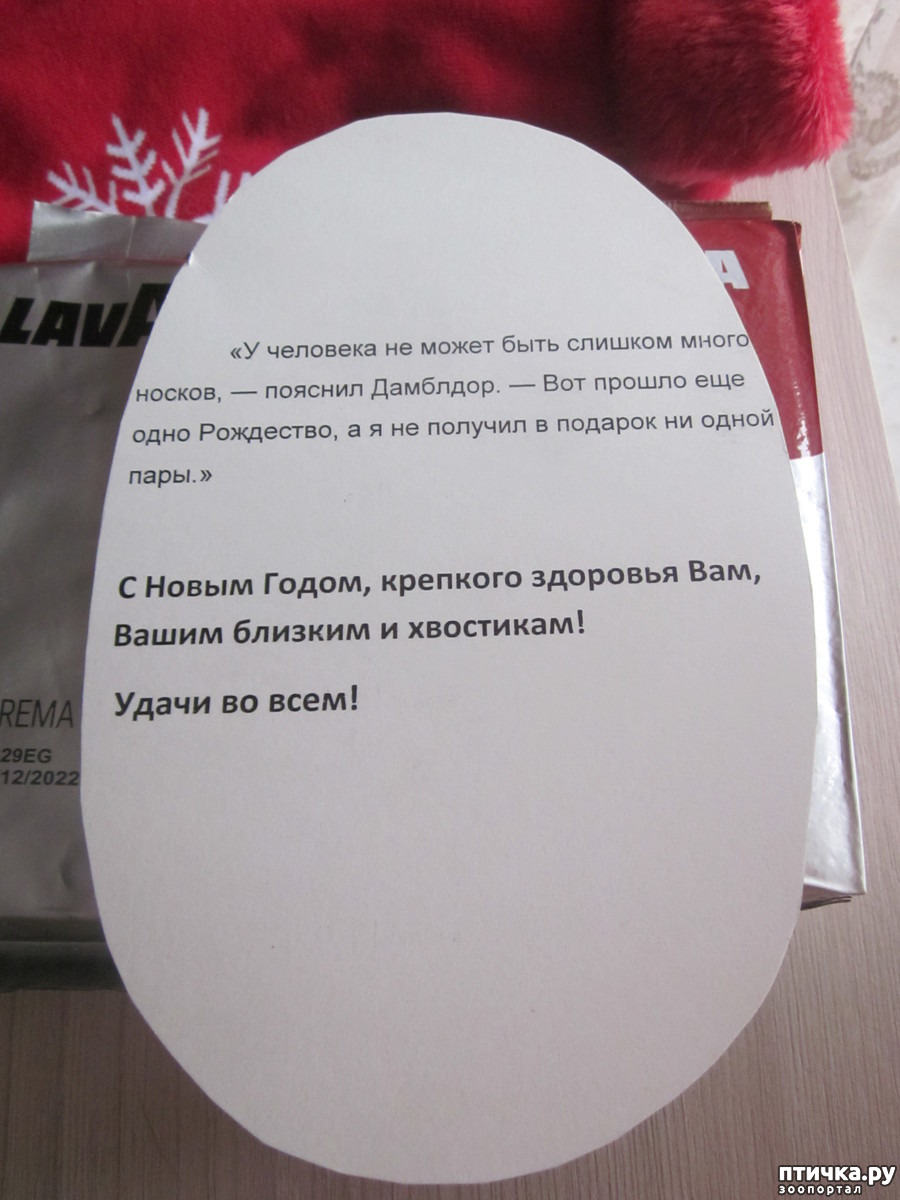 LAVA
A
«У человека не может быть слишком много
носков, — пояснил Дамблдор. — Вот прошло еще
одно Рождество, а я не получил в подарок ни одной
пары.»
С Новым Годом, крепкого здоровья Вам,
Вашим близким и хвостикам!
Удачи во всем!
REMA
29EG
12/2022
птичка.ру
зоопортал